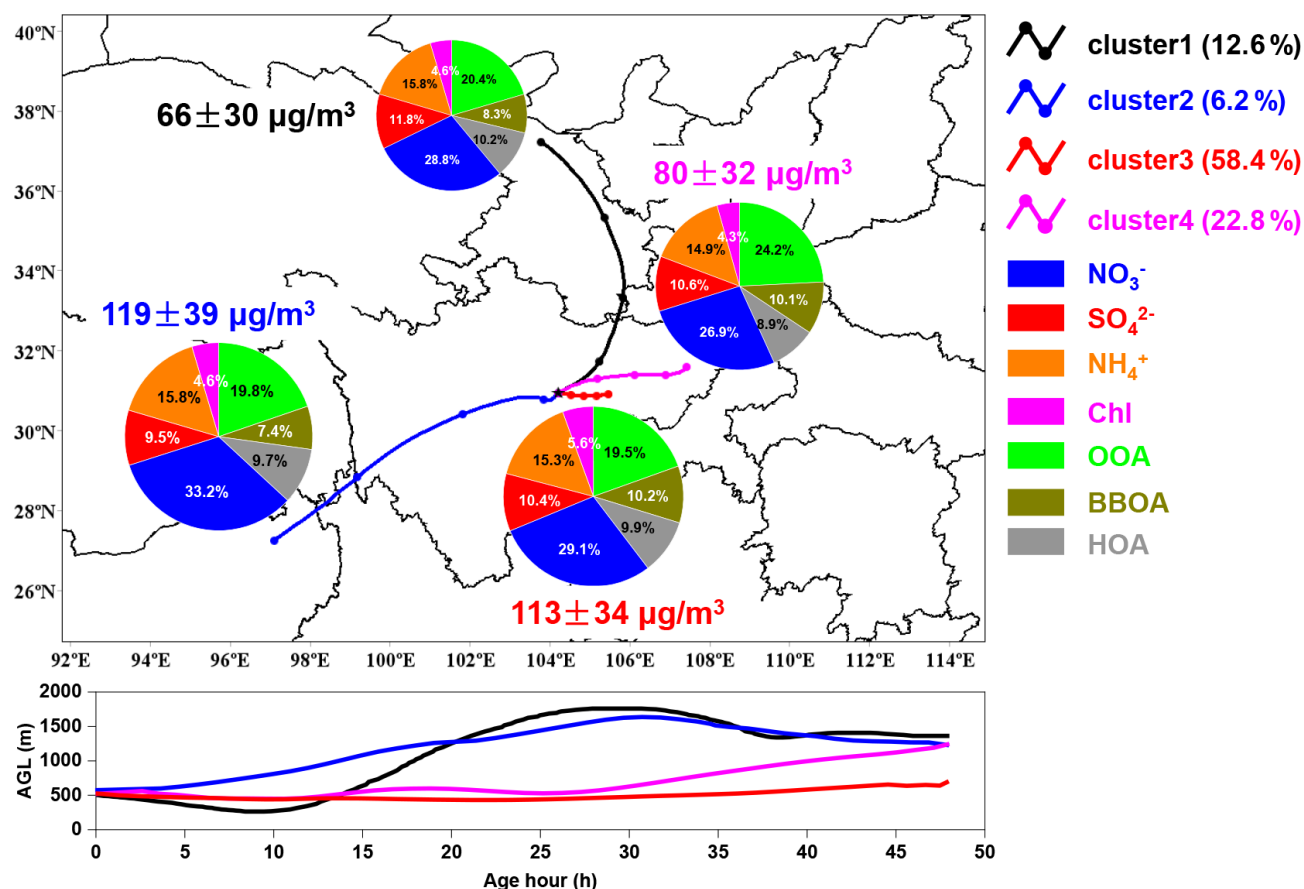 40°N
38°N
36°N
34°N
32°N
30°N
28°N
26°N
92°E 94°E 96°E 98°E 100°E 102°E 104°E 106°E 108°E 110°E 112°E 114°E
66±30 µg/m³
4.6%
20.4%
15.8%
8.3%
11.8%
10.2%
28.8%
80±32 µg/m³
4.3%
24.2%
14.9%
10.6%
10.1%
8.9%
26.9%
119±39 µg/m³
4.6%
19.8%
15.8%
7.4%
9.5%
9.7%
33.2%
5.6%
19.5%
15.3%
10.2%
10.4%
9.9%
29.1%
113±34 µg/m³
cluster1 (12.6%)
cluster2 (6.2%)
cluster3 (58.4%)
cluster4 (22.8%)
NO₃⁻
SO₄²⁻
NH₄⁺
Chl
OOA
BBOA
HOA
AGL (m)
2000
1500
1000
500
0
0 5 10 15 20 25 30 35 40 45 50
Age hour (h)